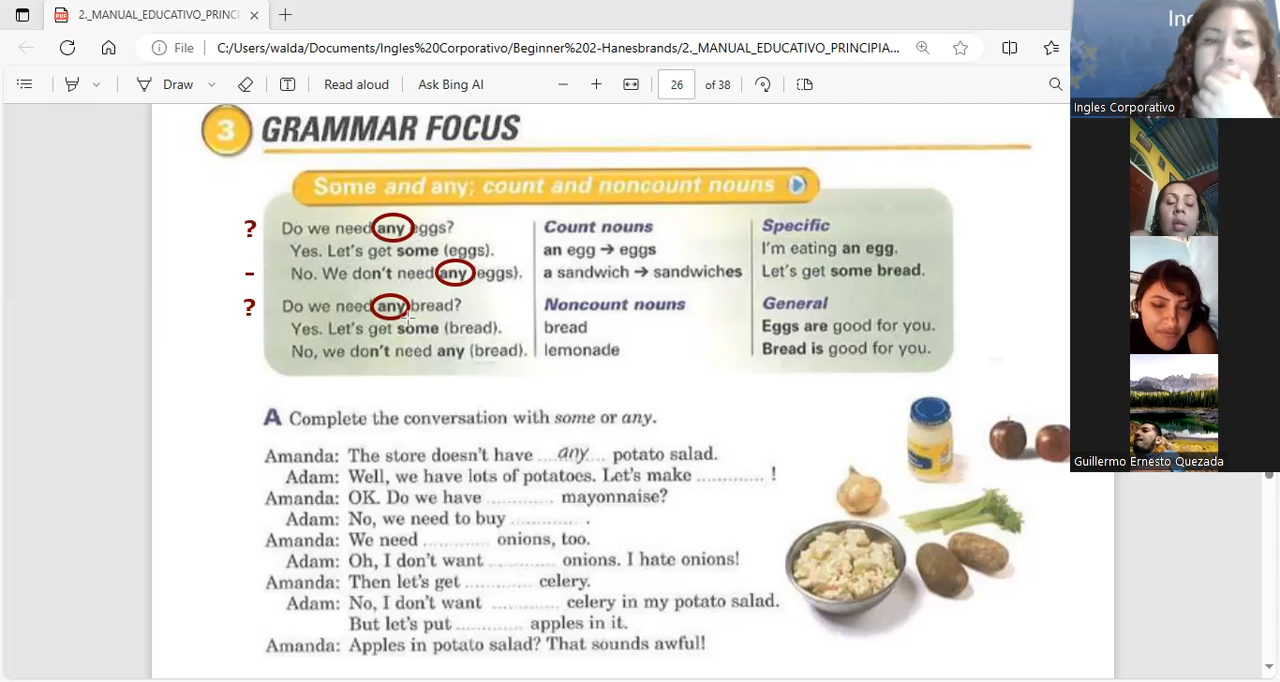 2._MANUAL_EDUCATIVO_PRINCI
File C:/Users/walda/Documents/Ingles%20Corporativo/Beginner%202-Hanesbrands/2._MANUAL_EDUCATIVO_PRINCIPIA...
Draw Read aloud Ask Bing AI 26 of 38
Ingles Corporativo
Guillermo Ernesto Quezada
3 GRAMMAR FOCUS
Some and any; count and noncount nouns
? Do we need any eggs?
Yes. Let's get some (eggs).
- No. We don't need any (eggs).
? Do we need any bread?
Yes. Let's get some (bread).
No, we don't need any (bread).
Count nouns
an egg → eggs
a sandwich → sandwiches
Noncount nouns
bread
lemonade
Specific
I'm eating an egg.
Let's get some bread.
General
Eggs are good for you.
Bread is good for you.
A Complete the conversation with some or any.
Amanda: The store doesn't have ....any.... potato salad.
Adam: Well, we have lots of potatoes. Let's make ............. !
Amanda: OK. Do we have ............. mayonnaise?
Adam: No, we need to buy ............. .
Amanda: We need ............. onions, too.
Adam: Oh, I don't want ............. onions. I hate onions!
Amanda: Then let's get ............. celery.
Adam: No, I don't want ............. celery in my potato salad.
But let's put ............. apples in it.
Amanda: Apples in potato salad? That sounds awful!